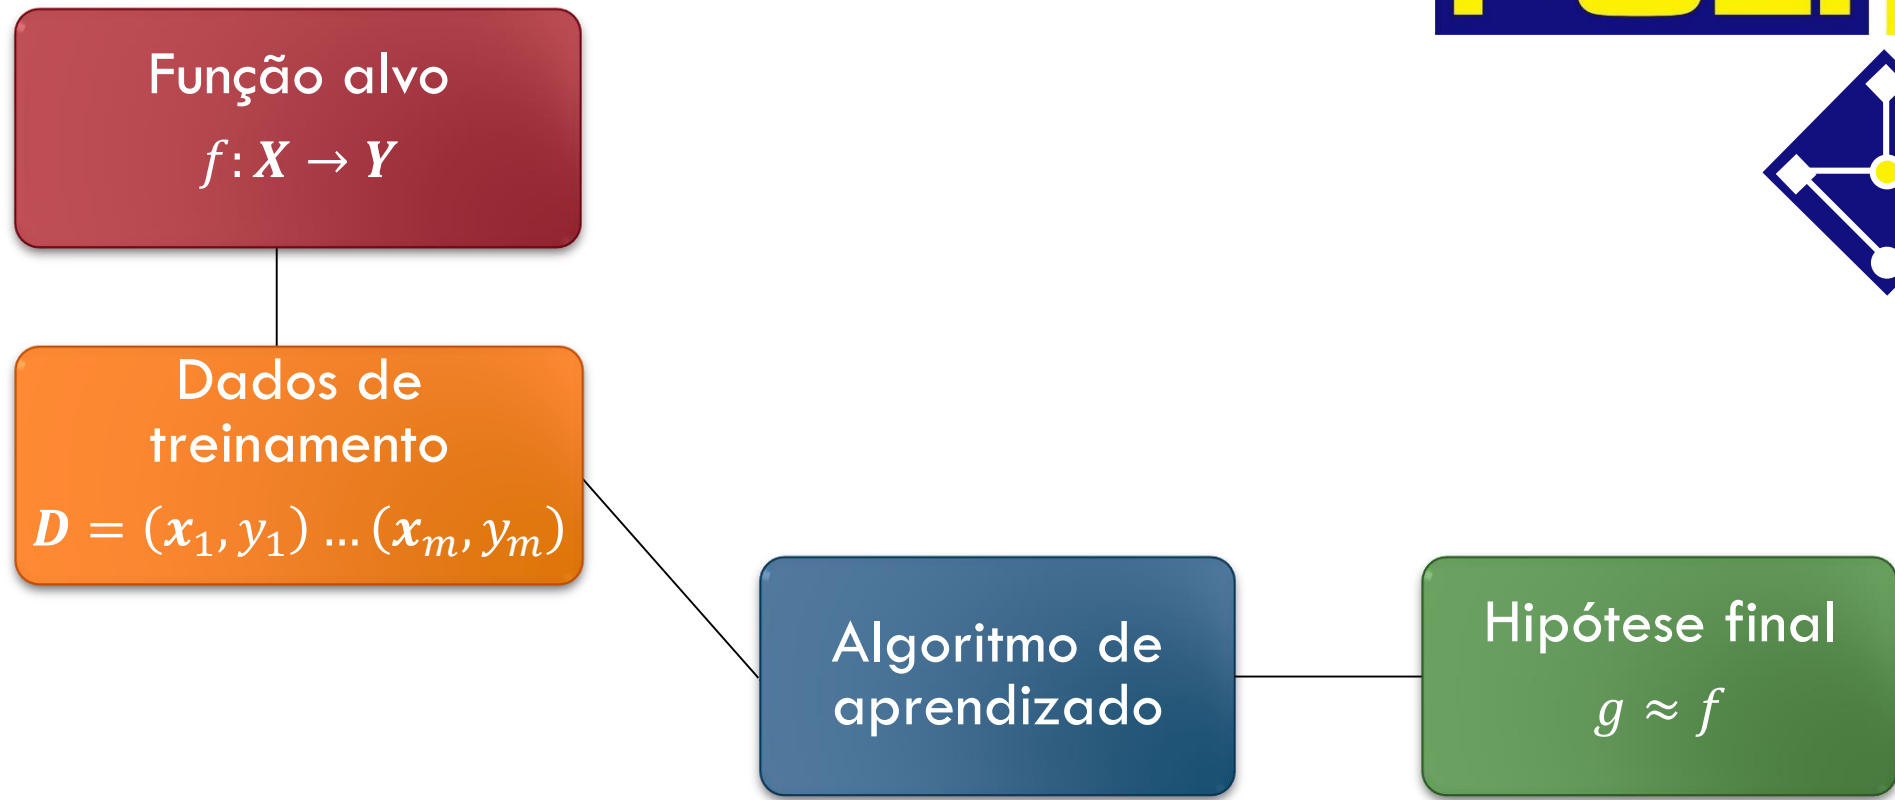 Função alvo
f: X → Y
Dados de
treinamento
D = (x₁, y₁) … (xₘ, yₘ)
Algoritmo de
aprendizado
Hipótese final
g ≈ f